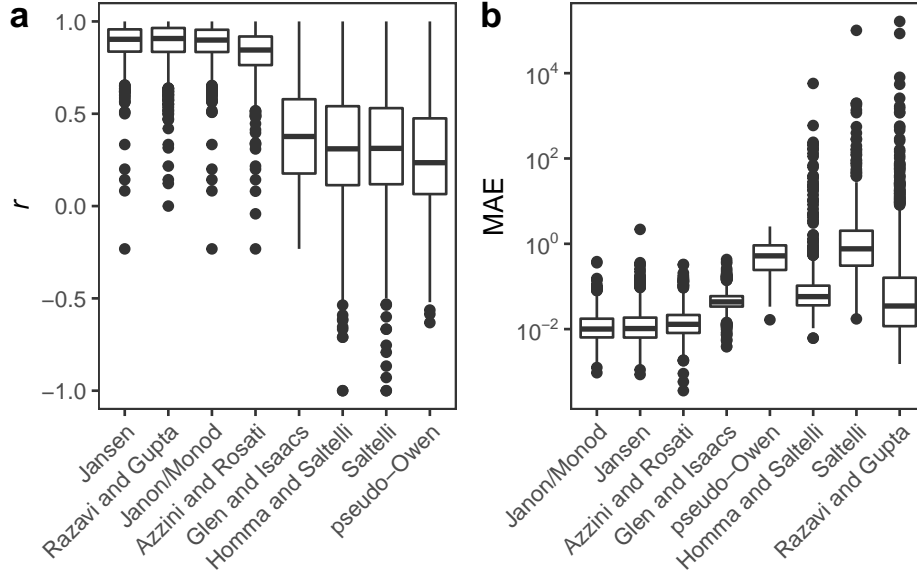 a
1.0
0.5
0.0
−0.5
−1.0
r
Jansen
Razavi and Gupta
Janon/Monod
Azzini and Rosati
Glen and Isaacs
Homma and Saltelli
Saltelli
pseudo−Owen
b
10^4
10^2
10^0
10^−2
MAE
Janon/Monod
Jansen
Azzini and Rosati
Glen and Isaacs
pseudo−Owen
Homma and Saltelli
Saltelli
Razavi and Gupta